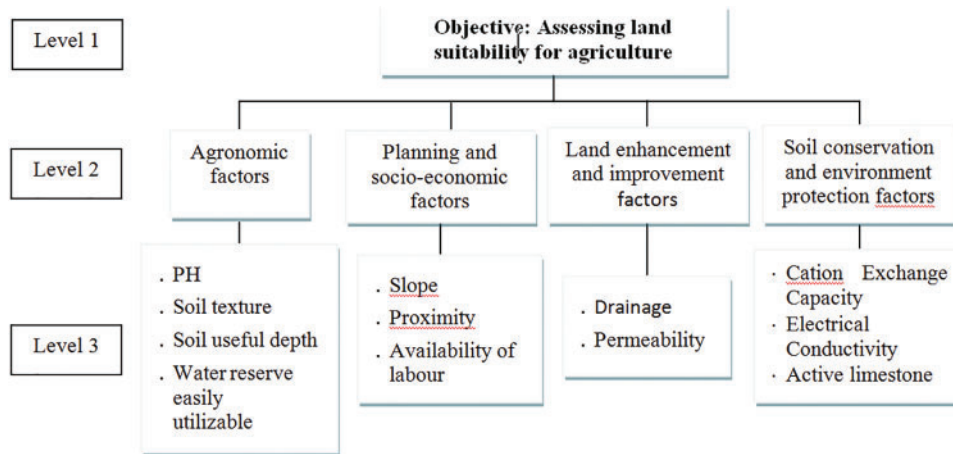 Level 1
Objective: Assessing land
suitability for agriculture
Level 2
Agronomic
factors
Planning and
socio-economic
factors
Land enhancement
and improvement
factors
Soil conservation
and environment
protection factors
Level 3
. PH
. Soil texture
. Soil useful depth
. Water reserve
easily
utilizable
. Slope
. Proximity
. Availability of
labour
. Drainage
. Permeability
· Cation Exchange
Capacity
· Electrical
Conductivity
· Active limestone